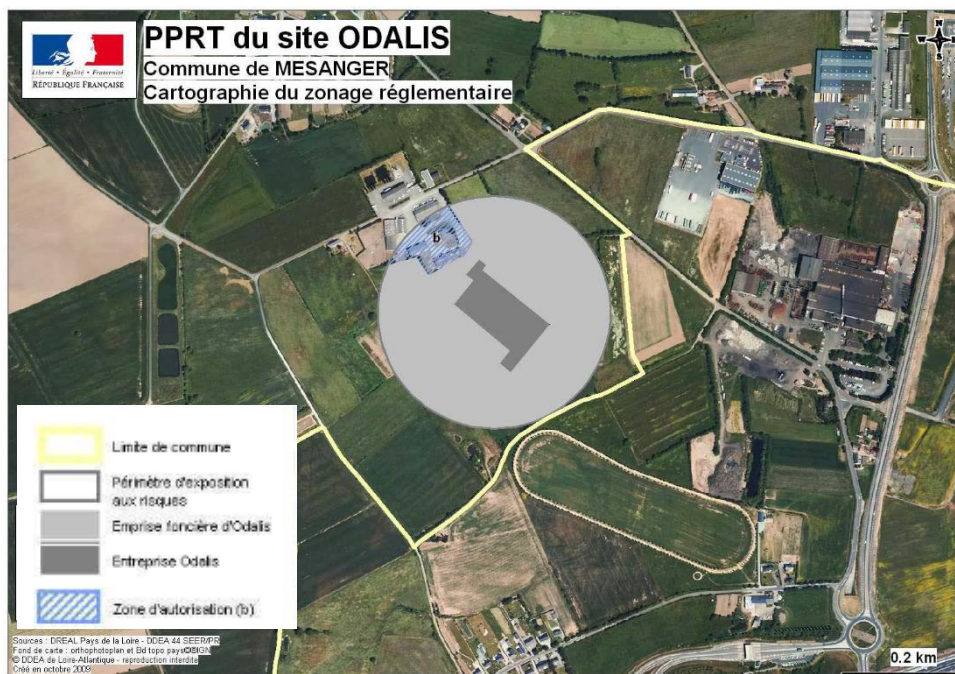 PPRT du site ODALIS
Commune de MESANGER
Cartographie du zonage réglementaire
Liberté • Égalité • Fraternité
RÉPUBLIQUE FRANÇAISE
N
b
Limite de commune
Périmètre d'exposition
aux risques
Emprise foncière d'Odalis
Entreprise Odalis
Zone d'autorisation (b)
Sources : DREAL Pays de la Loire - DDEA 44 SEER/PR
Fond de carte : orthophotoplan et Bd topo pays©IGN
© DDEA de Loire-Atlantique - reproduction interdite
Créé en octobre 2009
0.2 km